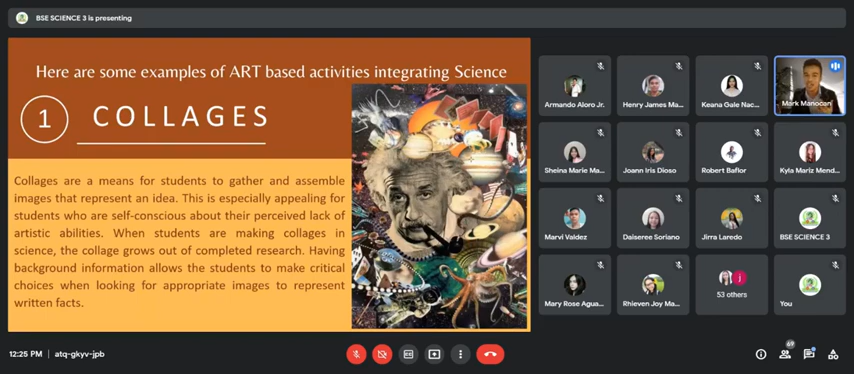 BSE SCIENCE 3 is presenting
Here are some examples of ART based activities integrating Science
1 COLLAGES
Collages are a means for students to gather and assemble
images that represent an idea. This is especially appealing for
students who are self-conscious about their perceived lack of
artistic abilities. When students are making collages in
science, the collage grows out of completed research. Having
background information allows the students to make critical
choices when looking for appropriate images to represent
written facts.
Armando Aloro Jr.
Henry James Ma...
Keana Gale Nac...
Mark Manocan
Sheina Marie Ma...
Joann Iris Dioso
Robert Baflor
Kyla Mariz Mend...
Marvi Valdez
Daiseree Soriano
Jirra Laredo
BSE SCIENCE 3
Mary Rose Agua...
Rhieven Joy Ma...
j
53 others
You
12:25 PM | atq-gkyv-jpb
69